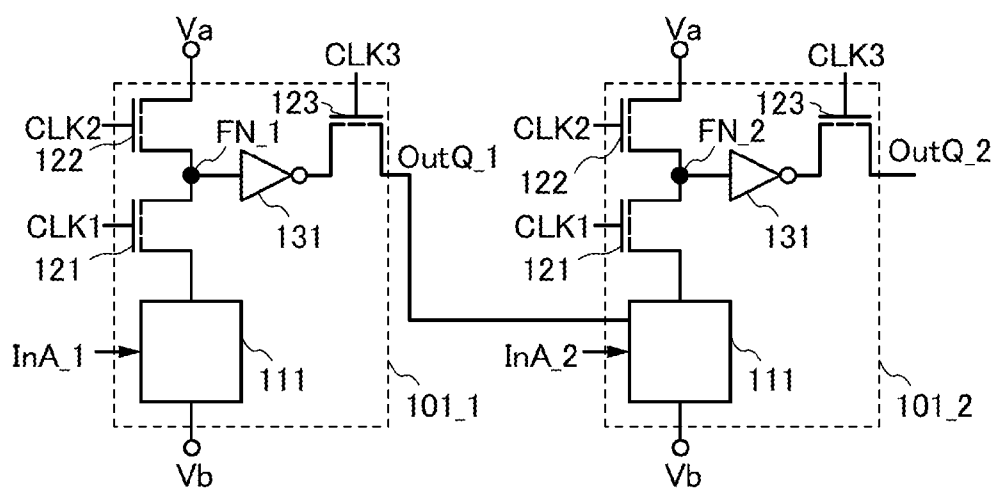 Va
CLK3
CLK2
122
FN_1
123
OutQ_1
CLK1
121
131
InA_1
111
101_1
Vb
Va
CLK3
CLK2
122
FN_2
123
OutQ_2
CLK1
121
131
InA_2
111
101_2
Vb